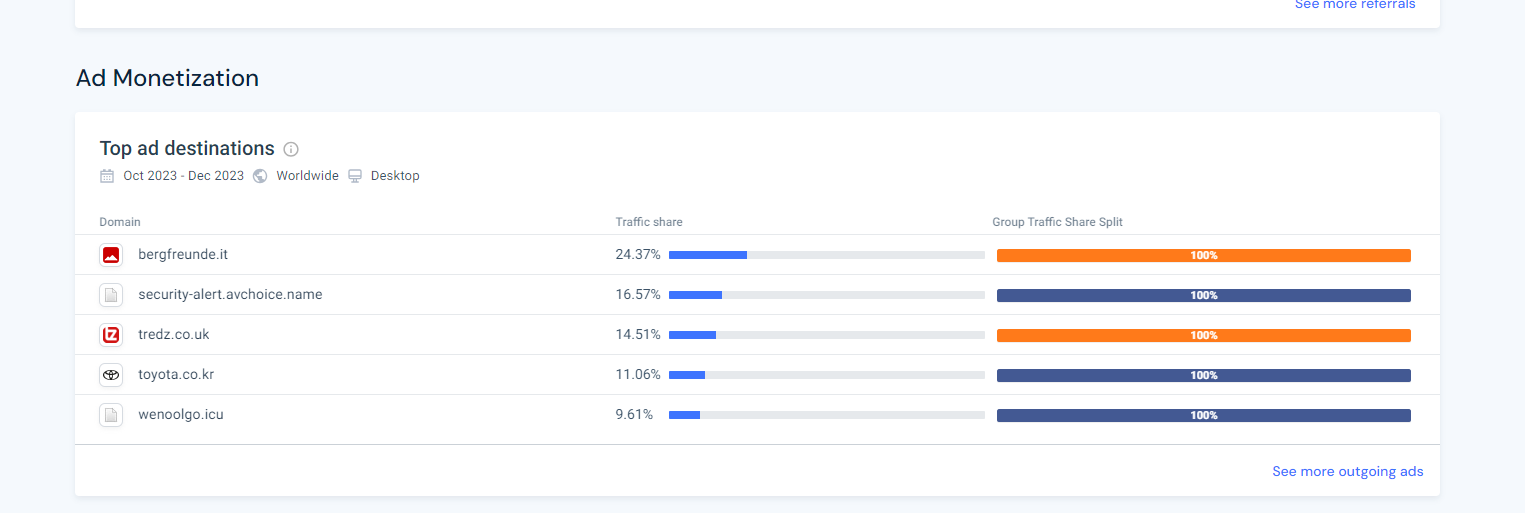 See more referrals
Ad Monetization
Top ad destinations
Oct 2023 - Dec 2023 Worldwide Desktop
Domain Traffic share Group Traffic Share Split
bergfreunde.it 24.37% 100%
security-alert.avchoice.name 16.57% 100%
tredz.co.uk 14.51% 100%
toyota.co.kr 11.06% 100%
wenoolgo.icu 9.61% 100%
See more outgoing ads